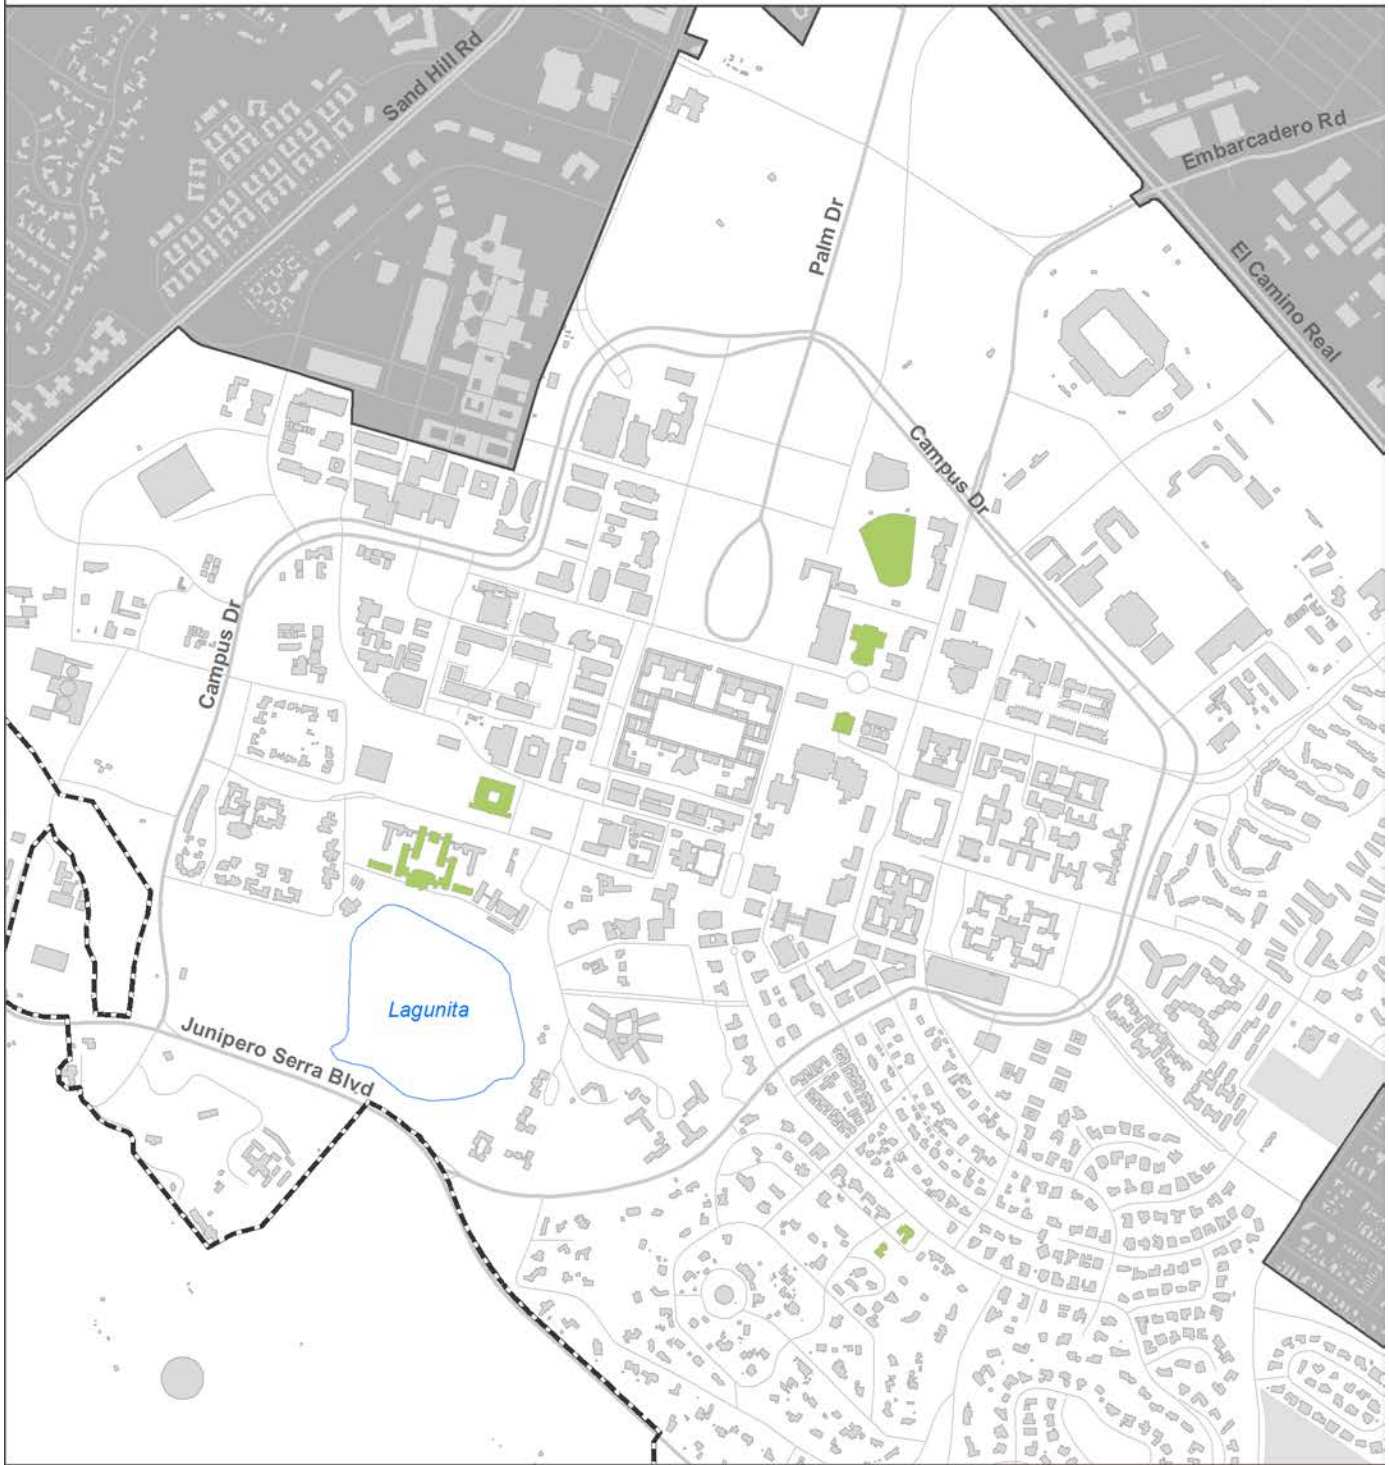 Sand Hill Rd
Embarcadero Rd
Palm Dr
El Camino Real
Campus Dr
Campus Dr
Lagunita
Junipero Serra Blvd